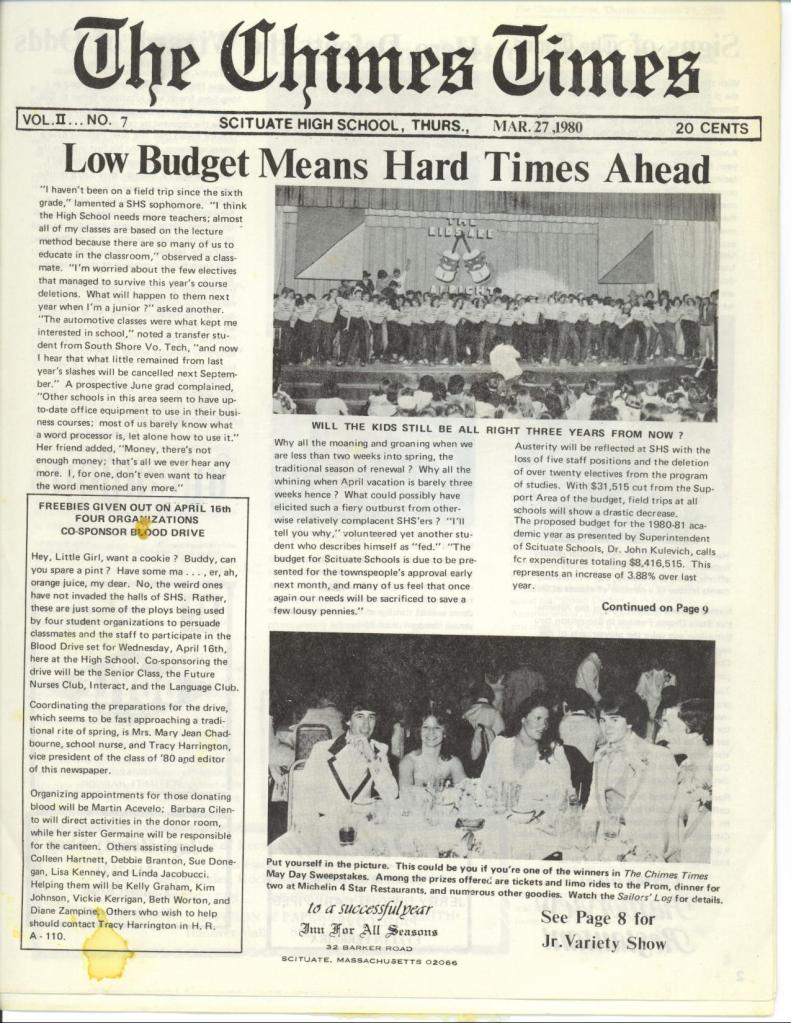 The Chimes Times
VOL. II... NO. 7 SCITUATE HIGH SCHOOL, THURS., MAR. 27, 1980 20 CENTS
Low Budget Means Hard Times Ahead
"I haven't been on a field trip since the sixth
grade," lamented a SHS sophomore. "I think
the High School needs more teachers; almost
all of my classes are based on the lecture
method because there are so many of us to
educate in the classroom," observed a class-
mate. "I'm worried about the few electives
that managed to survive this year's course
deletions. What will happen to them next
year when I'm a junior ?" asked another.
"The automotive classes were what kept me
interested in school," noted a transfer stu-
dent from South Shore Vo. Tech, "and now
I hear that what little remained from last
year's slashes will be cancelled next Septem-
ber." A prospective June grad complained,
"Other schools in this area seem to have up-
to-date office equipment to use in their busi-
ness courses; most of us barely know what
a word processor is, let alone how to use it."
Her friend added, "Money, there's not
enough money; that's all we ever hear any
more. I, for one, don't even want to hear
the word mentioned any more."
THE
KIDS ARE
ALRIGHT
WILL THE KIDS STILL BE ALL RIGHT THREE YEARS FROM NOW ?
Why all the moaning and groaning when we
are less than two weeks into spring, the
traditional season of renewal ? Why all the
whining when April vacation is barely three
weeks hence ? What could possibly have
elicited such a fiery outburst from other-
wise relatively complacent SHS'ers ? "I'll
tell you why," volunteered yet another stu-
dent who describes himself as "fed." "The
budget for Scituate Schools is due to be pre-
sented for the townspeople's approval early
next month, and many of us feel that once
again our needs will be sacrificed to save a
few lousy pennies."
Austerity will be reflected at SHS with the
loss of five staff positions and the deletion
of over twenty electives from the program
of studies. With $31,515 cut from the Sup-
port Area of the budget, field trips at all
schools will show a drastic decrease.
The proposed budget for the 1980-81 aca-
demic year as presented by Superintendent
of Scituate Schools, Dr. John Kulevich, calls
for expenditures totaling $8,416,515. This
represents an increase of 3.88% over last
year.
Continued on Page 9
FREEBIES GIVEN OUT ON APRIL 16th
FOUR ORGANIZATIONS
CO-SPONSOR BLOOD DRIVE
Hey, Little Girl, want a cookie ? Buddy, can
you spare a pint ? Have some ma . . . , er, ah,
orange juice, my dear. No, the weird ones
have not invaded the halls of SHS. Rather,
these are just some of the ploys being used
by four student organizations to persuade
classmates and the staff to participate in the
Blood Drive set for Wednesday, April 16th,
here at the High School. Co-sponsoring the
drive will be the Senior Class, the Future
Nurses Club, Interact, and the Language Club.
Coordinating the preparations for the drive,
which seems to be fast approaching a tradi-
tional rite of spring, is Mrs. Mary Jean Chad-
bourne, school nurse, and Tracy Harrington,
vice president of the class of '80 and editor
of this newspaper.
Organizing appointments for those donating
blood will be Martin Acevelo; Barbara Cilen-
to will direct activities in the donor room,
while her sister Germaine will be responsible
for the canteen. Others assisting include
Colleen Hartnett, Debbie Branton, Sue Done-
gan, Lisa Kenney, and Linda Jacobucci.
Helping them will be Kelly Graham, Kim
Johnson, Vickie Kerrigan, Beth Worton, and
Diane Zampine. Others who wish to help
should contact Tracy Harrington in H. R.
A - 110.
Put yourself in the picture. This could be you if you're one of the winners in The Chimes Times
May Day Sweepstakes. Among the prizes offered are tickets and limo rides to the Prom, dinner for
two at Michelin 4 Star Restaurants, and numerous other goodies. Watch the Sailors' Log for details.
to a successful year
Inn For All Seasons
32 BARKER ROAD
SCITUATE, MASSACHUSETTS 02066
See Page 8 for
Jr. Variety Show